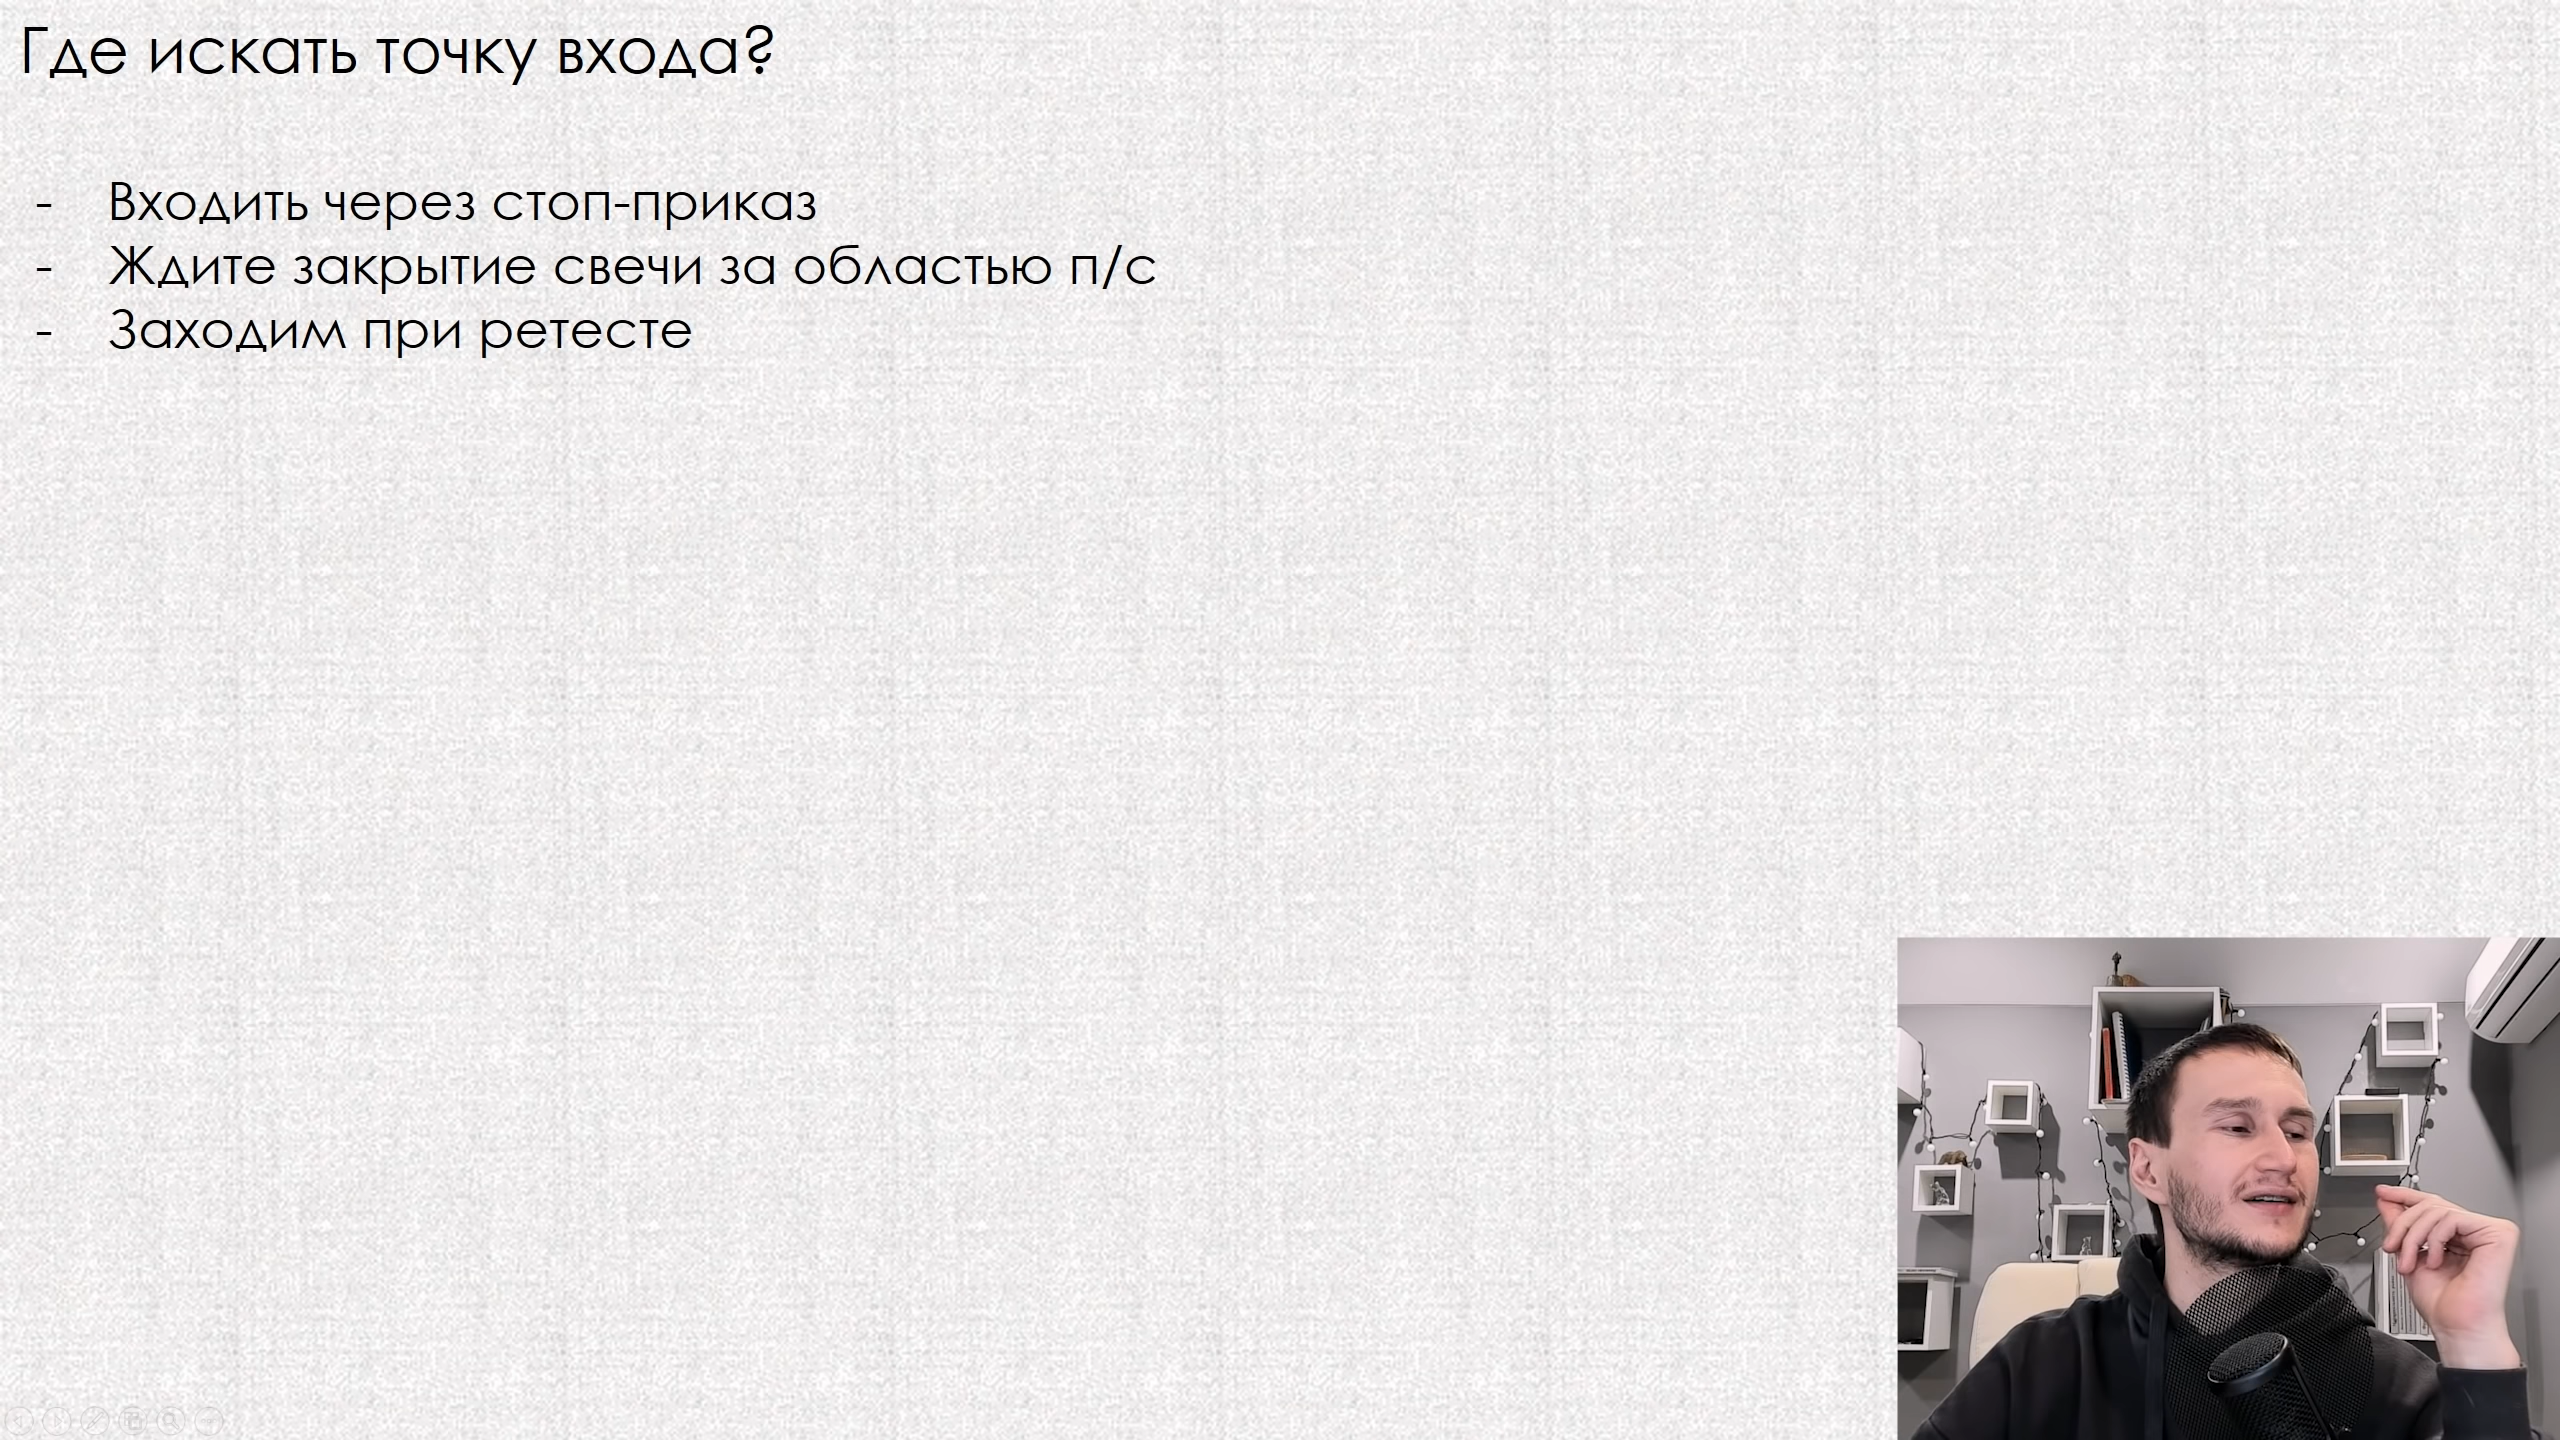 Где искать точку входа?
- Входить через стоп-приказ
- Ждите закрытие свечи за областью п/с
- Заходим при ретесте